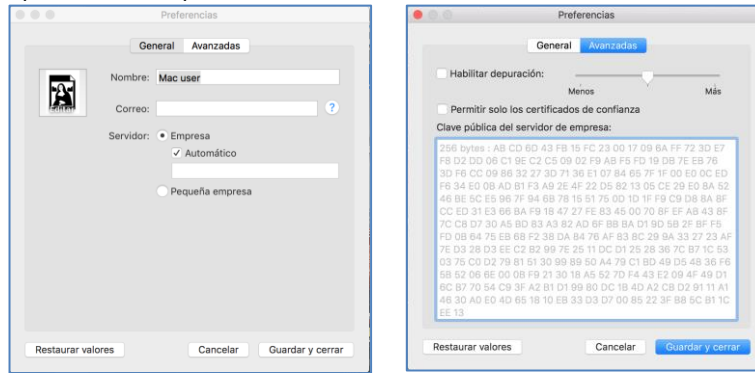 Preferencias
General Avanzadas
Editar
Nombre: Mac user
Correo:
?
Servidor: Empresa
Automático
Pequeña empresa
Restaurar valores Cancelar Guardar y cerrar
Preferencias
General Avanzadas
Habilitar depuración:
Menos Más
Permitir solo los certificados de confianza
Clave pública del servidor de empresa:
256 bytes : AB CD 6D 43 FB 15 FC 23 00 17 09 6A FF 72 3D E7
F8 D2 DD 06 C1 9E C2 C5 09 02 F9 AB F5 FD 19 DB 7E EB 76
3D F6 CC 09 86 32 27 3D 71 36 E1 07 84 65 7F 1F 00 E0 0C ED
F6 34 E0 0B AD B1 F3 A9 2E 4F 22 D5 82 13 05 CE 29 E0 8A 52
46 BE 5C E5 96 7F 94 6B 78 15 51 75 0D 1D 1F F9 C9 D8 8A BF
CC ED 31 E3 66 BA F9 18 47 27 FE 83 45 00 70 8F EF AB 43 BF
7C CB D7 30 A5 BD 83 A3 82 AD 6F BB BA D1 9D 5B 2F BF F5
FD 0B 64 75 EB 6B F2 38 DA 84 76 AF 83 8C 29 9A 33 27 23 AF
7E D3 28 D3 EE C2 B2 99 7E 25 11 DC D1 25 28 36 7C B7 1C 53
03 75 C0 D2 79 81 51 30 99 89 50 A4 79 C1 BD 49 D5 48 36 F6
5B 52 06 6E 00 0B F9 21 30 18 A5 52 7D F4 43 E2 09 4F 49 D1
6C B7 70 54 C9 3F A2 B1 D1 99 80 DC 1B 4D A2 CB D2 91 11 A1
46 30 A0 E0 4D 65 18 10 EB 33 D3 D7 00 85 22 3F B8 5C B1 1C
EE 13
Restaurar valores Cancelar Guardar y cerrar